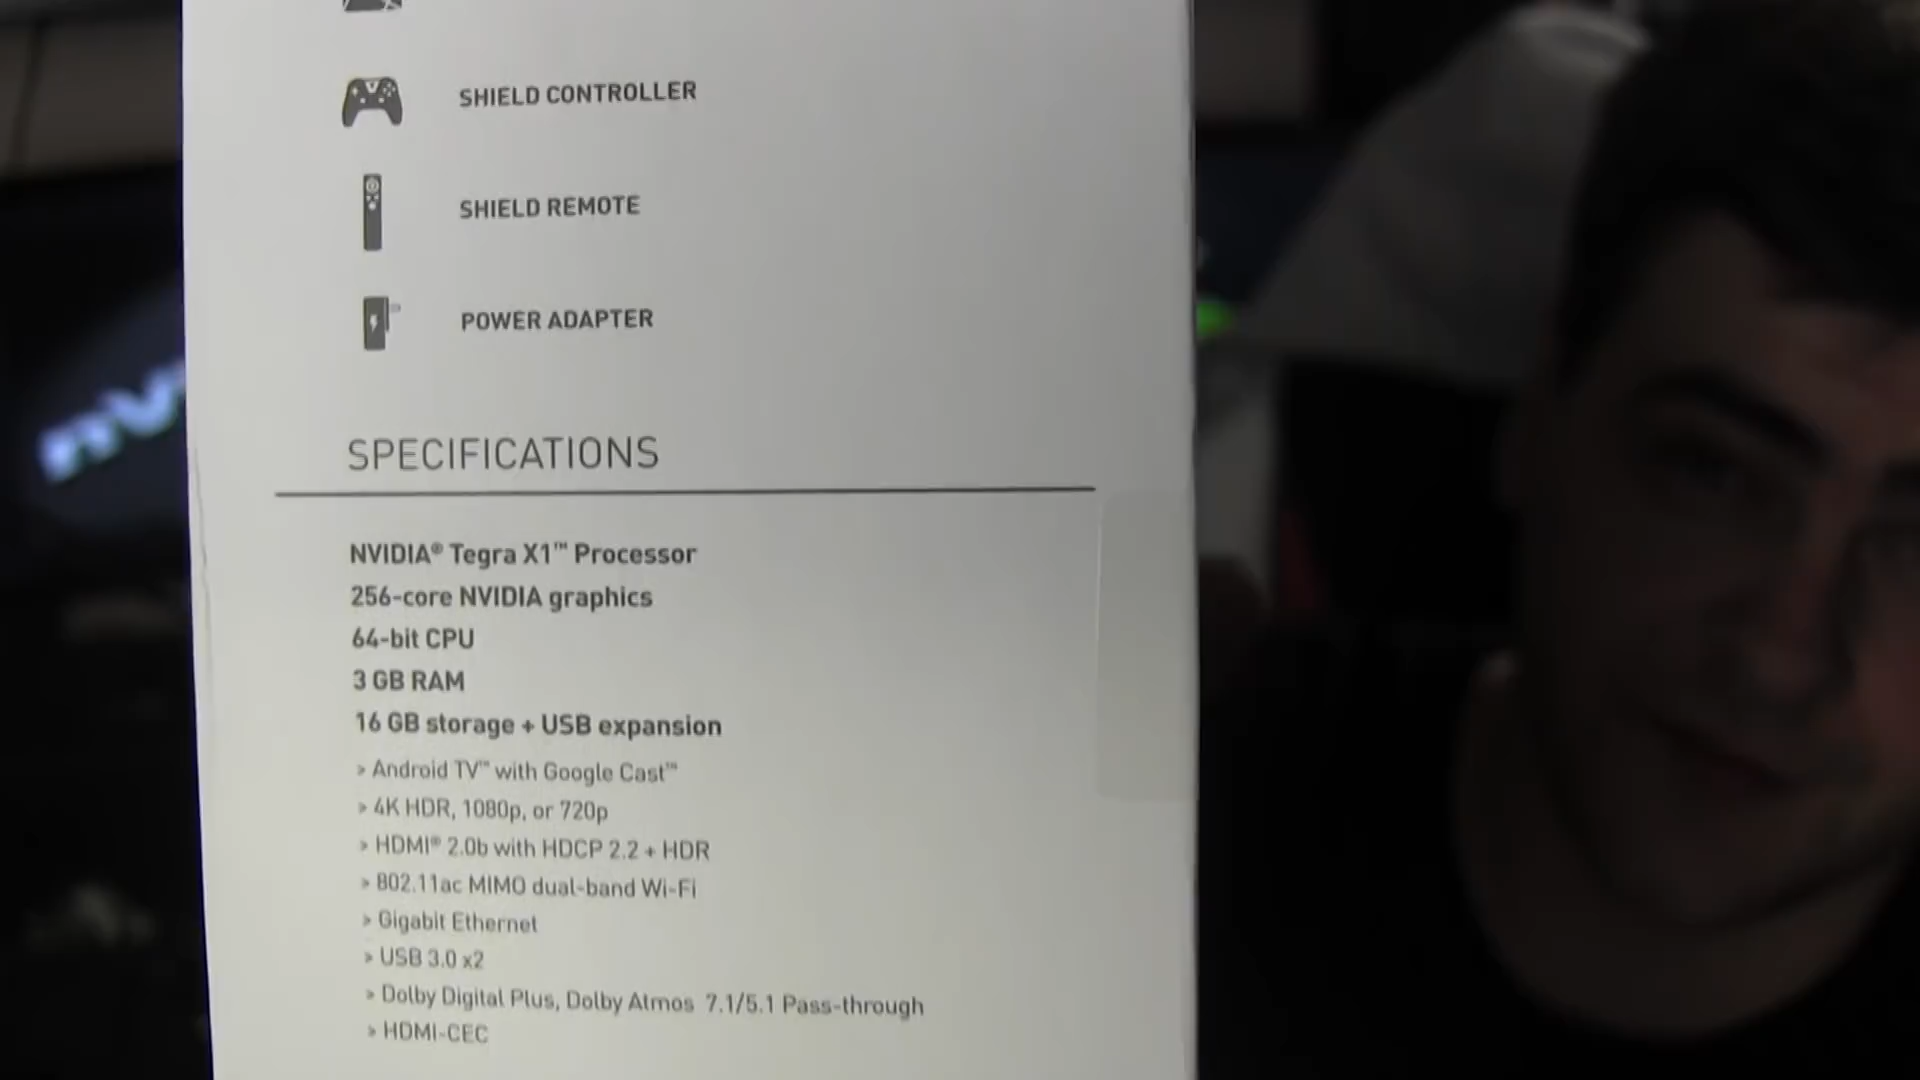 SHIELD CONTROLLER
SHIELD REMOTE
POWER ADAPTER
SPECIFICATIONS
NVIDIA® Tegra X1™ Processor
256-core NVIDIA graphics
64-bit CPU
3 GB RAM
16 GB storage + USB expansion
> Android TV™ with Google Cast™
> 4K HDR, 1080p, or 720p
> HDMI® 2.0b with HDCP 2.2 + HDR
> 802.11ac MIMO dual-band Wi-Fi
> Gigabit Ethernet
> USB 3.0 x2
> Dolby Digital Plus, Dolby Atmos 7.1/5.1 Pass-through
> HDMI-CEC